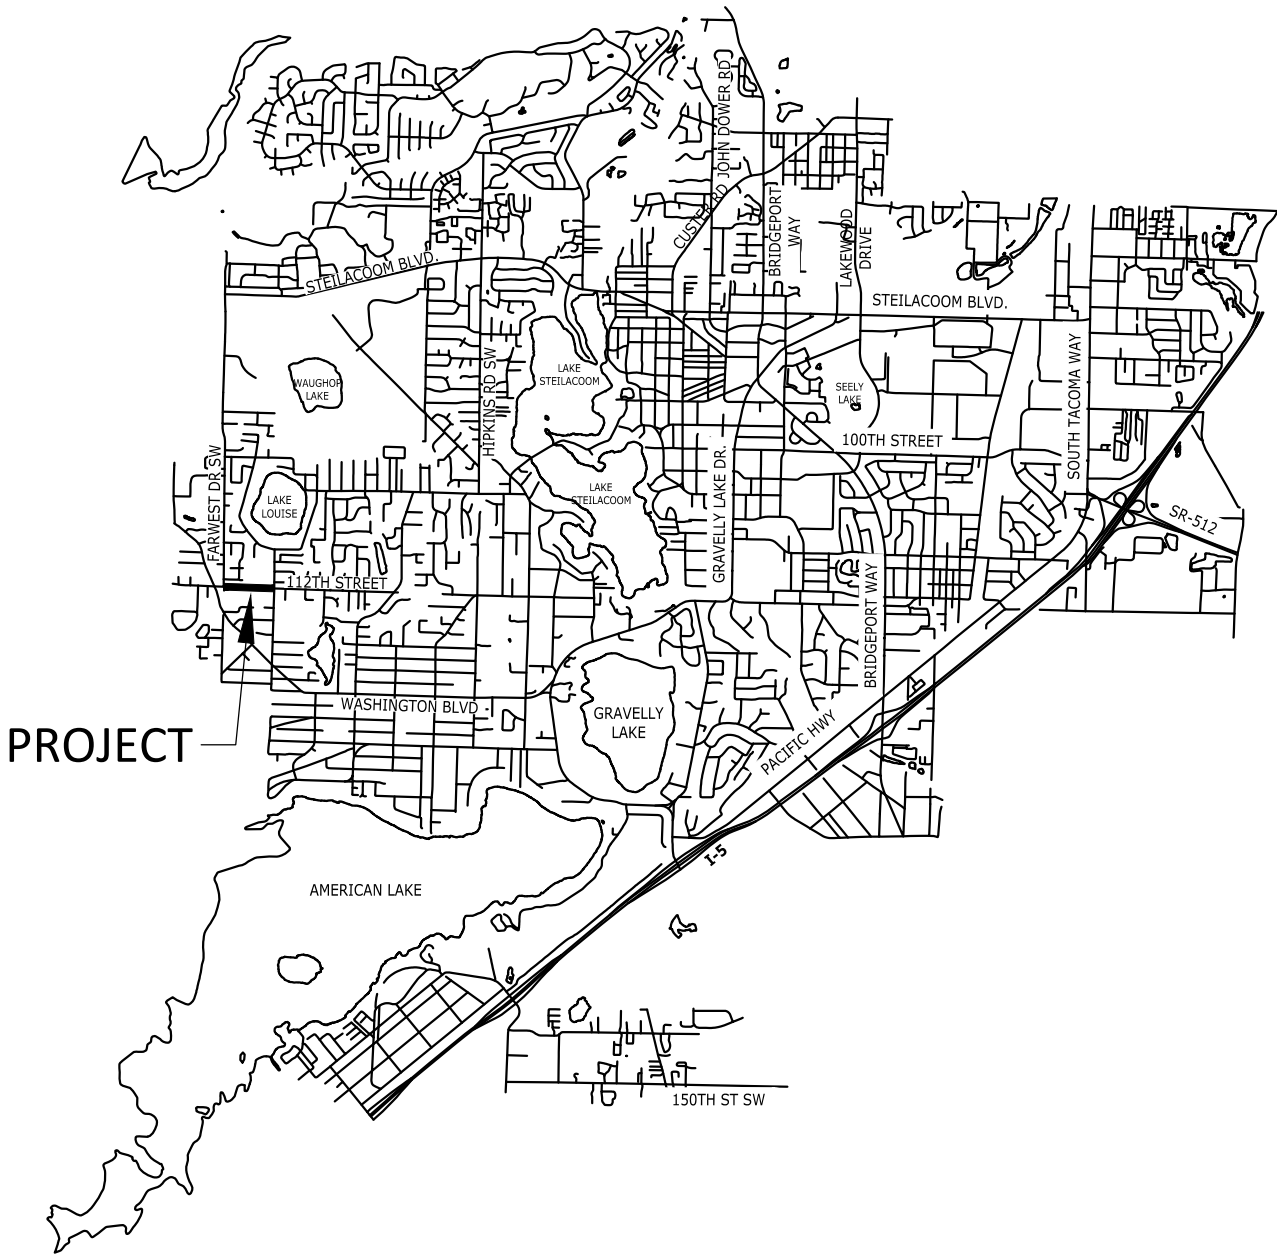 JOHN DOWER RD
CUSTER RD
BRIDGEPORT
WAY
LAKEWOOD
DRIVE
STEILACOOM BLVD.
STEILACOOM BLVD.
HIPKINS RD SW
LAKE
STEILACOOM
WAUGHOP
LAKE
SEELY
LAKE
SOUTH TACOMA WAY
100TH STREET
FARWEST DR SW
LAKE
LOUISE
LAKE
STEILACOOM
GRAVELLY LAKE DR.
SR-512
112TH STREET
BRIDGEPORT WAY
WASHINGTON BLVD
GRAVELLY
LAKE
PROJECT
PACIFIC HWY
I-5
AMERICAN LAKE
150TH ST SW